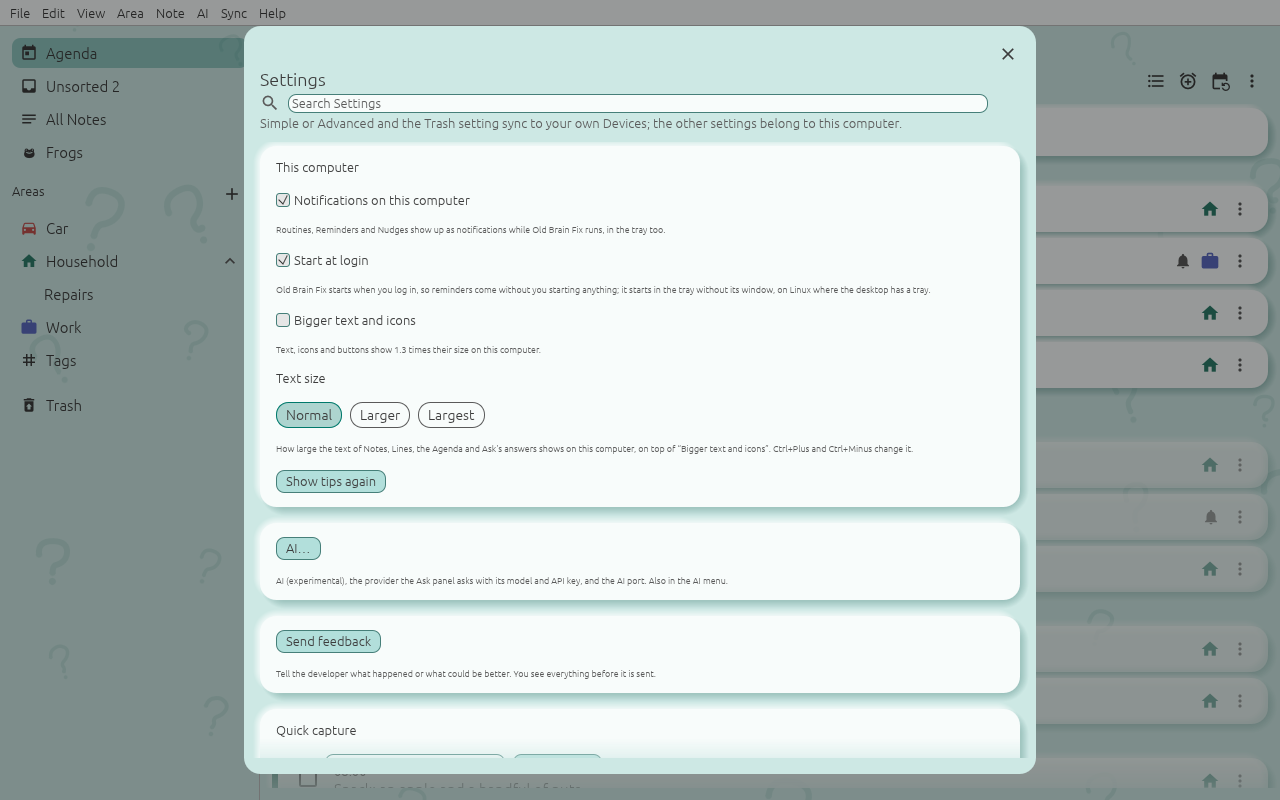 File Edit View Area Note AI Sync Help
Agenda
Unsorted 2
All Notes
Frogs
Areas
Car
Household
Repairs
Work
Tags
Trash
Settings
Search Settings
Simple or Advanced and the Trash setting sync to your own Devices; the other settings belong to this computer.
This computer
Notifications on this computer
Routines, Reminders and Nudges show up as notifications while Old Brain Fix runs, in the tray too.
Start at login
Old Brain Fix starts when you log in, so reminders come without you starting anything; it starts in the tray without its window, on Linux where the desktop has a tray.
Bigger text and icons
Text, icons and buttons show 1.3 times their size on this computer.
Text size
Normal Larger Largest
How large the text of Notes, Lines, the Agenda and Ask's answers shows on this computer, on top of "Bigger text and icons". Ctrl+Plus and Ctrl+Minus change it.
Show tips again
AI…
AI (experimental), the provider the Ask panel asks with its model and API key, and the AI port. Also in the AI menu.
Send feedback
Tell the developer what happened or what could be better. You see everything before it is sent.
Quick capture